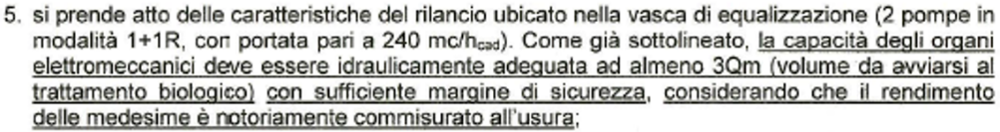 5. si prende atto delle caratteristiche del rilancio ubicato nella vasca di equalizzazione (2 pompe in
modalità 1+1R, con portata pari a 240 mc/hcad). Come già sottolineato, la capacità degli organi
elettromeccanici deve essere idraulicamente adeguata ad almeno 3Qm (volume da avviarsi al
trattamento biologico) con sufficiente margine di sicurezza, considerando che il rendimento
delle medesime è notoriamente commisurato all'usura;